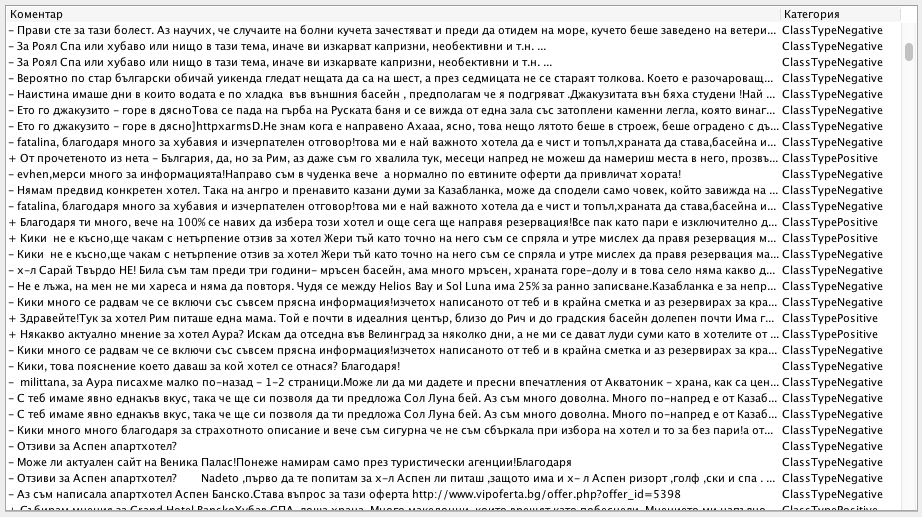 Коментар Категория
- Прави сте за тази болест. Аз научих, че случаите на болни кучета зачестяват и преди да отидем на море, кучето беше заведено на ветери... ClassTypeNegative
- За Роял Спа или хубаво или нищо в тази тема, иначе ви изкарват капризни, необективни и т.н. ... ClassTypeNegative
- За Роял Спа или хубаво или нищо в тази тема, иначе ви изкарвате капризни, необективни и т.н. ... ClassTypeNegative
- Вероятно по стар български обичай уикенда гледат нещата да са на шест, а през седмицата не се стараят толкова. Което е разочароващ... ClassTypeNegative
- Наистина имаше дни в които водата е по хладка  във външния басейн , предполагам че я подгряват .Джакузитата вън бяха студени !Най ... ClassTypeNegative
- Ето го джакузито - горе в дясноТова се пада на гърба на Руската баня и се вижда от една зала със затоплени каменни легла, която винаг... ClassTypeNegative
- Ето го джакузито - горе в дясно]httpxarmsD.Не знам кога е направено Ахааа, ясно, това нещо лятото беше в строеж, беше оградено с дъ... ClassTypeNegative
- fatalina, благодаря много за хубавия и изчерпателен отговор!това ми е най важното хотела да е чист и топъл,храната да става,басейна и... ClassTypeNegative
+ От прочетеното из нета - България, да, но за Рим, аз даже съм го хвалила тук, месеци напред не можеш да намериш места в него, прозвъ... ClassTypePositive
- evhen,мерси много за информацията!Направо съм в чуденка вече  а нормално по евтините оферти да привличат хората! ClassTypeNegative
- Нямам предвид конкретен хотел. Така на ангро и пренавито казани думи за Казабланка, може да сподели само човек, който завижда на ... ClassTypeNegative
- fatalina, благодаря много за хубавия и изчерпателен отговор!това ми е най важното хотела да е чист и топъл,храната да става,басейна и... ClassTypeNegative
+ Благодаря ти много, вече на 100% се навих да избера този хотел и още сега ще направя резервация!Все пак като пари е изключително д... ClassTypePositive
+ Кики  не е късно,ще чакам с нетърпение отзив за хотел Жери тъй като точно на него съм се спряла и утре мислех да правя резервация м... ClassTypePositive
- Кики  не е късно,ще чакам с нетърпение отзив за хотел Жери тъй като точно на него съм се спряла и утре мислех да правя резервация ма... ClassTypeNegative
- х-л Сарай Твърдо НЕ! Била съм там преди три години- мръсен басейн, ама много мръсен, храната горе-долу и в това село няма какво д... ClassTypeNegative
- Не е лъжа, на мен не ми хареса и няма да повторя. Чудя се между Helios Bay и Sol Luna има 25% за ранно записване.Казабланка е за непр... ClassTypeNegative
- Кики много се радвам че се включи със съвсем прясна информация!изчетох написаното от теб и в крайна сметка и аз резервирах за кра... ClassTypeNegative
+ Здравейте!Тук за хотел Рим питаше една мама. Той е почти в идеалния център, близо до Рич и до градския басейн долепен почти Има г... ClassTypePositive
+ Някакво актуално мнение за хотел Аура? Искам да отседна във Велинград за няколко дни, а не ми се дават луди суми като в хотелите от ... ClassTypePositive
- Кики много се радвам че се включи със съвсем прясна информация!изчетох написаното от теб и в крайна сметка и аз резервирах за кра... ClassTypeNegative
- Кики, това пояснение което даваш за кой хотел се отнася? Благодаря! ClassTypeNegative
-  milittana, за Аура писахме малко по-назад - 1-2 страници.Може ли да ми дадете и пресни впечатления от Акватоник - храна, как са цен... ClassTypeNegative
- С теб имаме явно еднакъв вкус, така че ще си позволя да ти предложа Сол Луна бей. Аз съм много доволна. Много по-напред е от Казаб... ClassTypeNegative
- С теб имаме явно еднакъв вкус, така че ще си позволя да ти предложа Сол Луна бей. Аз съм много доволна. Много по-напред е от Казаб... ClassTypeNegative
- Кики много много благодаря за страхотното описание и вече съм сигурна че не съм сбъркала при избора на хотел и то за без пари!а от... ClassTypeNegative
- Отзиви за Аспен апартхотел? ClassTypeNegative
- Може ли актуален сайт на Веника Палас!Понеже намирам само през туристически агенции!Благодаря ClassTypeNegative
- Отзиви за Аспен апартхотел?      Nadeto ,първо да те попитам за х-л Аспен ли питаш ,защото има и х- л Аспен ризорт ,голф ,ски и спа . ... ClassTypeNegative
- Аз съм написала апартхотел Аспен Банско.Става въпрос за тази оферта http://www.vipoferta.bg/offer.php?offer_id=5398 ClassTypeNegative
+ Събирам мнения за Grand Hotel BanskoХубав СПА, лоша храна. Много македонци, които врещят като побеснели. Мнението ми напълно ... ClassTypePositive